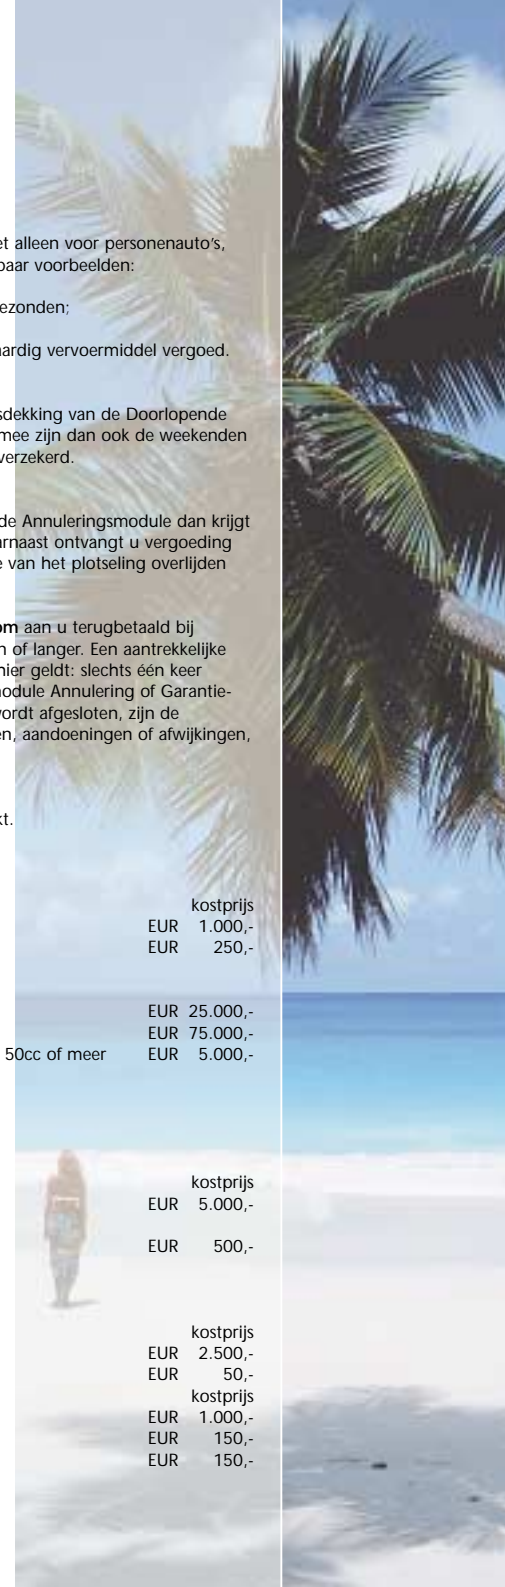 et alleen voor personenauto's,
paar voorbeelden:
ezonden;
aardig vervoermiddel vergoed.
sdekking van de Doorlopende
mee zijn dan ook de weekenden
verzekerd.
de Annuleringsmodule dan krijgt
arnaast ontvangt u vergoeding
e van het plotseling overlijden
om aan u terugbetaald bij
n of langer. Een aantrekkelijke
hier geldt: slechts één keer
module Annulering of Garantie-
wordt afgesloten, zijn de
en, aandoeningen of afwijkingen,
kt.
kostprijs
EUR 1.000,-
EUR 250,-
EUR 25.000,-
EUR 75.000,-
50cc of meer EUR 5.000,-
kostprijs
EUR 5.000,-
EUR 500,-
kostprijs
EUR 2.500,-
EUR 50,-
kostprijs
EUR 1.000,-
EUR 150,-
EUR 150,-